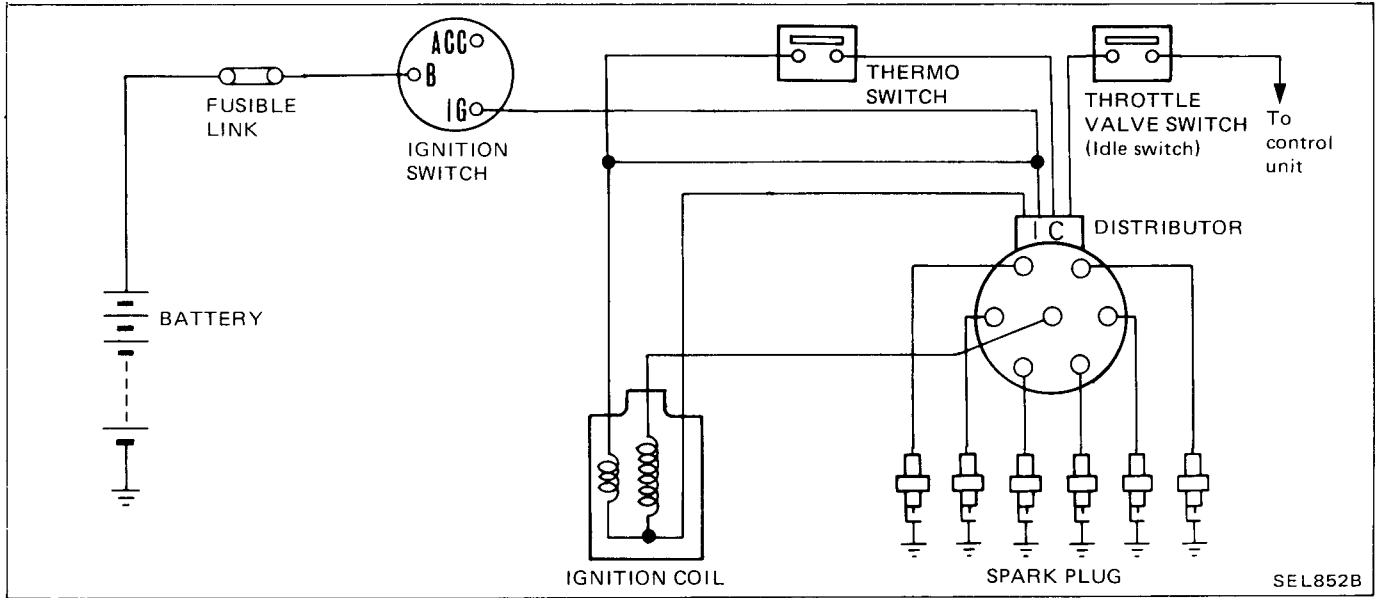 ACC
B
IG
FUSIBLE
LINK
IGNITION
SWITCH
THERMO
SWITCH
THROTTLE
VALVE SWITCH
(Idle switch)
To
control
unit
I C
DISTRIBUTOR
BATTERY
IGNITION COIL
SPARK PLUG
SEL852B